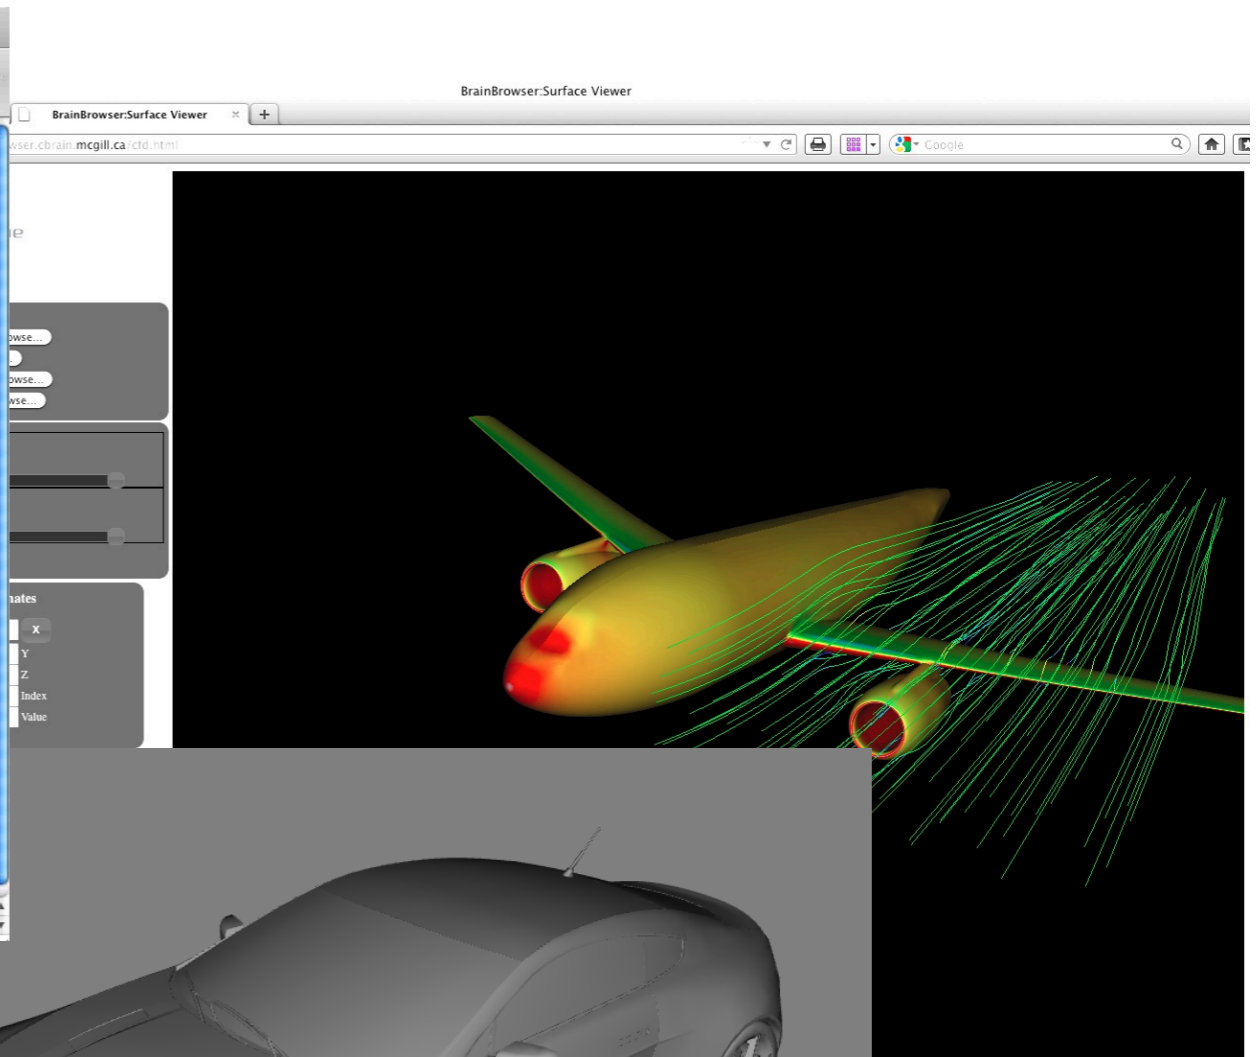 BrainBrowser:Surface Viewer
BrainBrowser:Surface Viewer
wser.cbrain.mcgill.ca/cfd.html
Google
owse...
owse...
wse...
nates
X
Y
Z
Index
Value